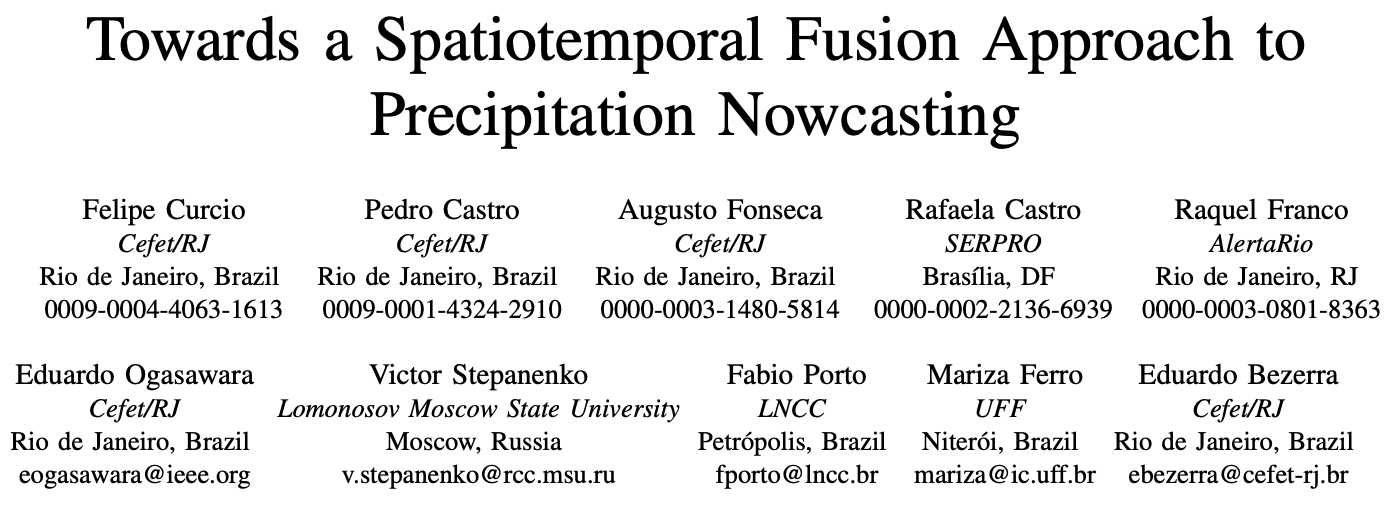 Towards a Spatiotemporal Fusion Approach to
Precipitation Nowcasting
Felipe Curcio
Cefet/RJ
Rio de Janeiro, Brazil
0009-0004-4063-1613
Pedro Castro
Cefet/RJ
Rio de Janeiro, Brazil
0009-0001-4324-2910
Augusto Fonseca
Cefet/RJ
Rio de Janeiro, Brazil
0000-0003-1480-5814
Rafaela Castro
SERPRO
Brasília, DF
0000-0002-2136-6939
Raquel Franco
AlertaRio
Rio de Janeiro, RJ
0000-0003-0801-8363
Eduardo Ogasawara
Cefet/RJ
Rio de Janeiro, Brazil
eogasawara@ieee.org
Victor Stepanenko
Lomonosov Moscow State University
Moscow, Russia
v.stepanenko@rcc.msu.ru
Fabio Porto
LNCC
Petrópolis, Brazil
fporto@lncc.br
Mariza Ferro
UFF
Niterói, Brazil
mariza@ic.uff.br
Eduardo Bezerra
Cefet/RJ
Rio de Janeiro, Brazil
ebezerra@cefet-rj.br